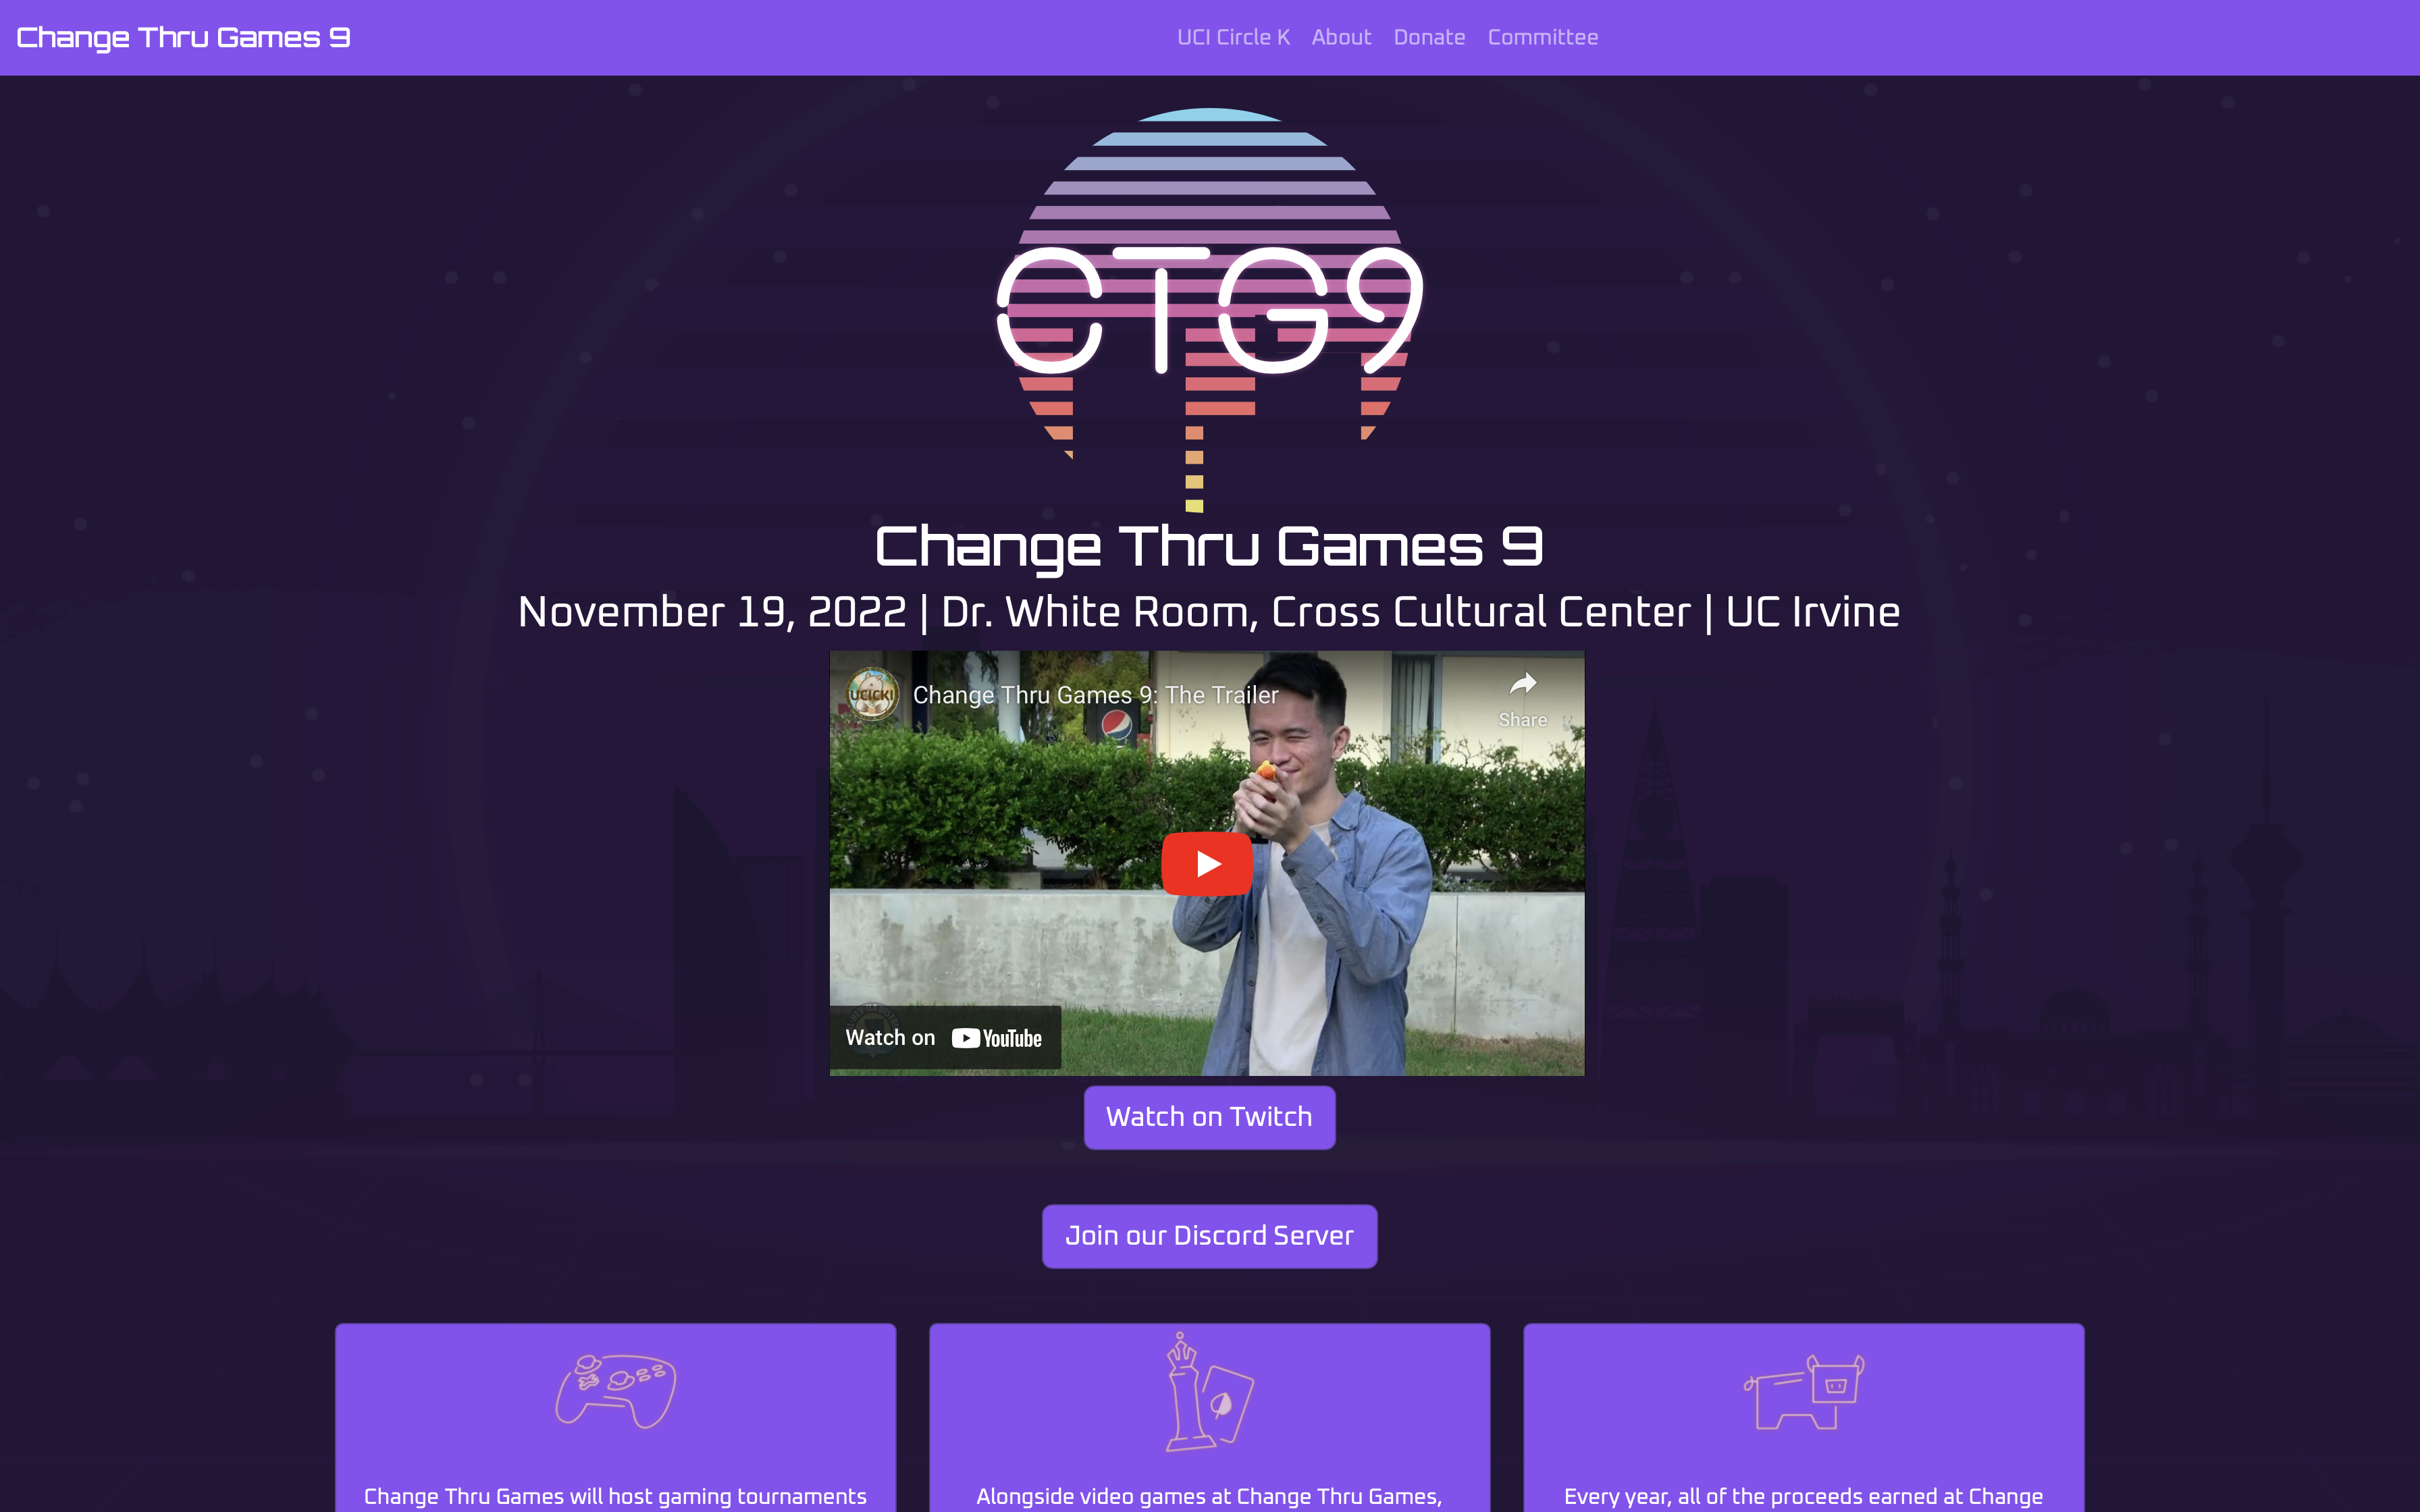 Change Thru Games 9
UCI Circle K
About
Donate
Committee
CTG9
Change Thru Games 9
November 19, 2022 | Dr. White Room, Cross Cultural Center | UC Irvine
UCICKI
Change Thru Games 9: The Trailer
Share
Watch on YouTube
Watch on Twitch
Join our Discord Server
Change Thru Games will host gaming tournaments
Alongside video games at Change Thru Games,
Every year, all of the proceeds earned at Change